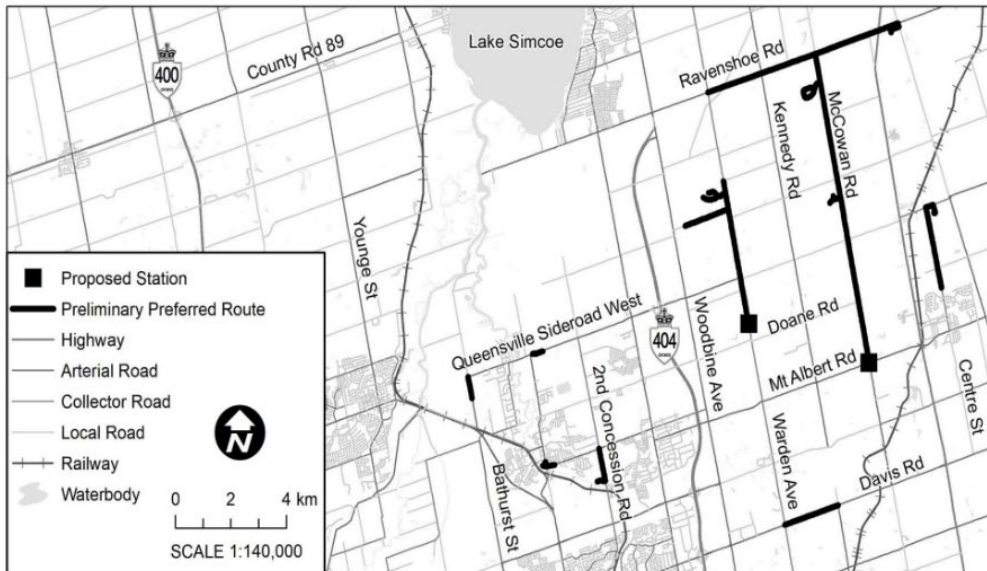 Lake Simcoe
400
County Rd 89
Ravenshoe Rd
Kennedy Rd
McCowan Rd
Younge St
Proposed Station
Preliminary Preferred Route
Highway
Arterial Road
Collector Road
Local Road
Railway
Waterbody
N
0 2 4 km
SCALE 1:140,000
Queensville Sideroad West
404
Woodbine Ave
Doane Rd
Mt Albert Rd
2nd Concession Rd
Centre St
Bathurst St
Warden Ave
Davis Rd